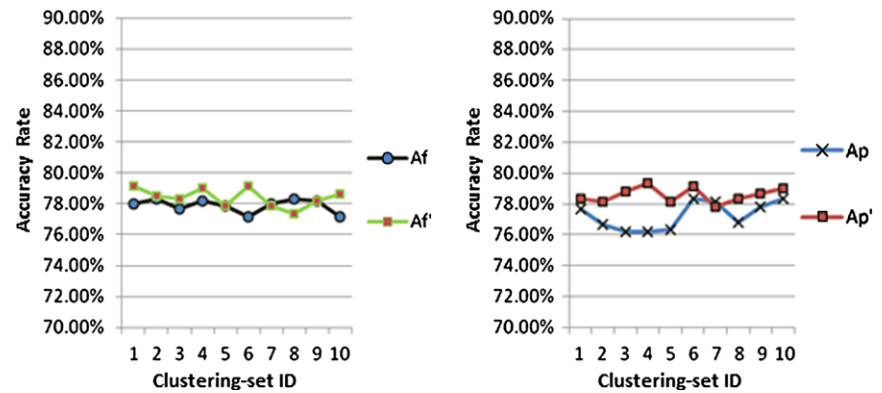 90.00%
88.00%
86.00%
84.00%
82.00%
80.00%
78.00%
76.00%
74.00%
72.00%
70.00%
Accuracy Rate
1 2 3 4 5 6 7 8 9 10
Clustering-set ID
Af
Af'
90.00%
88.00%
86.00%
84.00%
82.00%
80.00%
78.00%
76.00%
74.00%
72.00%
70.00%
Accuracy Rate
1 2 3 4 5 6 7 8 9 10
Clustering-set ID
Ap
Ap'